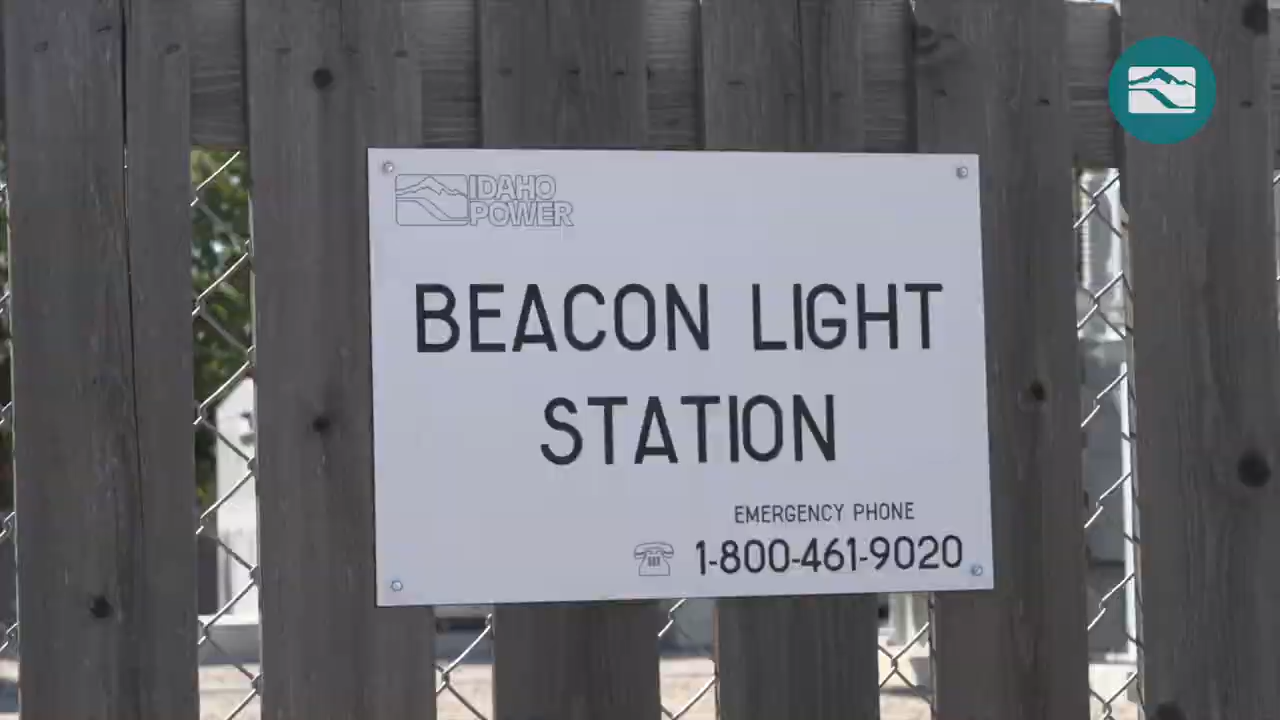 IDAHO
POWER
BEACON LIGHT
STATION
EMERGENCY PHONE
1-800-461-9020